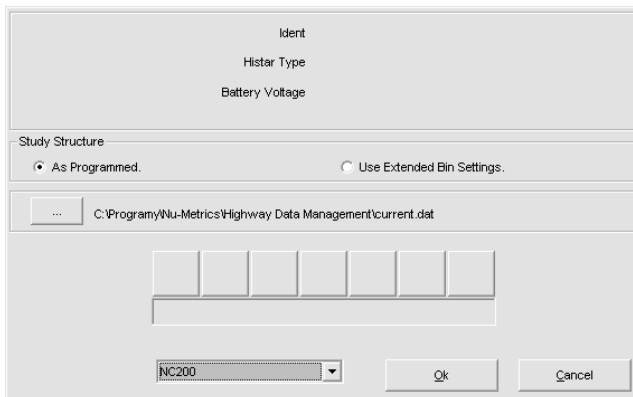 Ident
Histar Type
Battery Voltage
Study Structure
As Programmed.
Use Extended Bin Settings.
... C:\Programy\Nu-Metrics\Highway Data Management\current.dat
NC200
Ok
Cancel